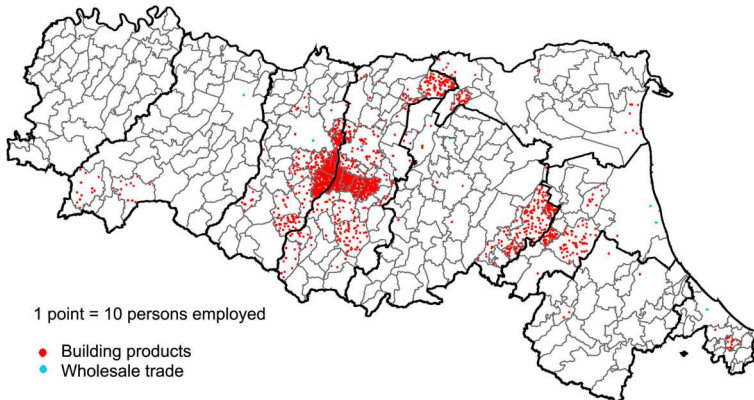 1 point = 10 persons employed
Building products
Wholesale trade